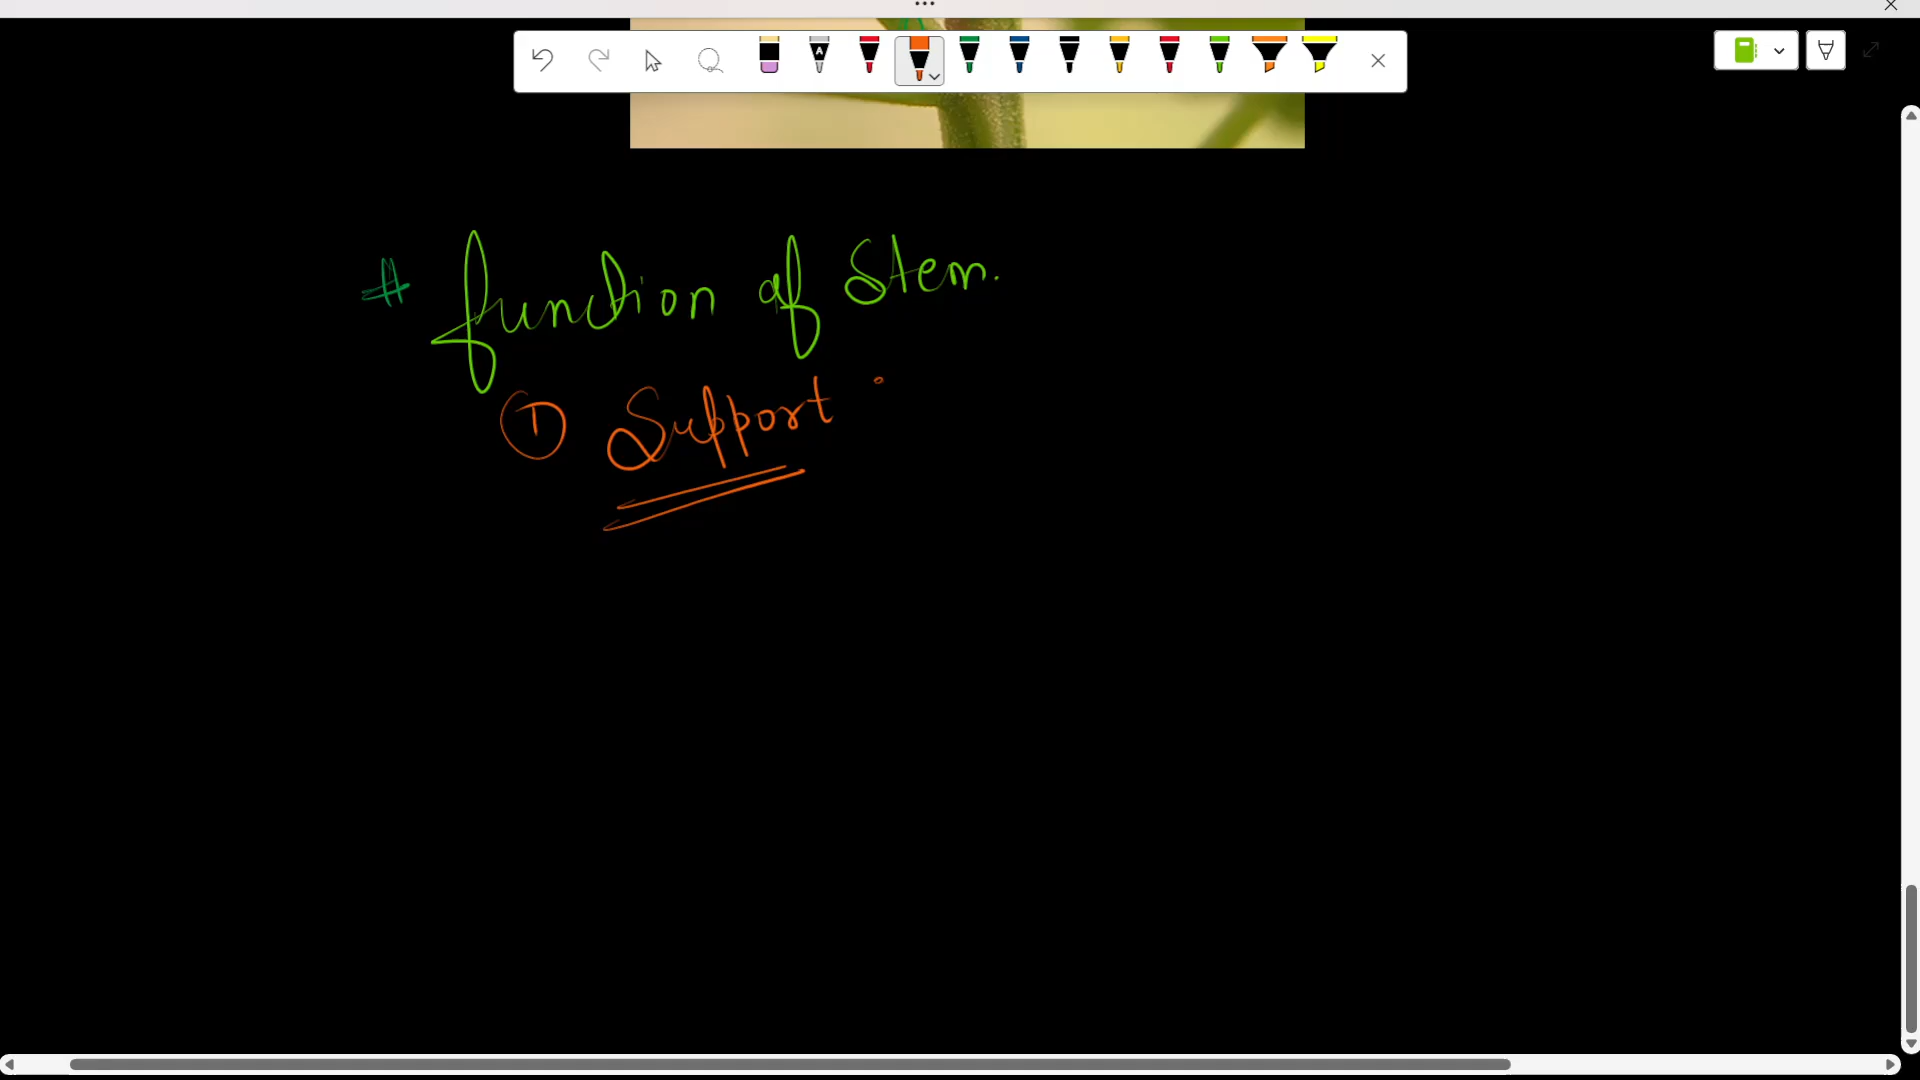 # function of Stem.
① Support :